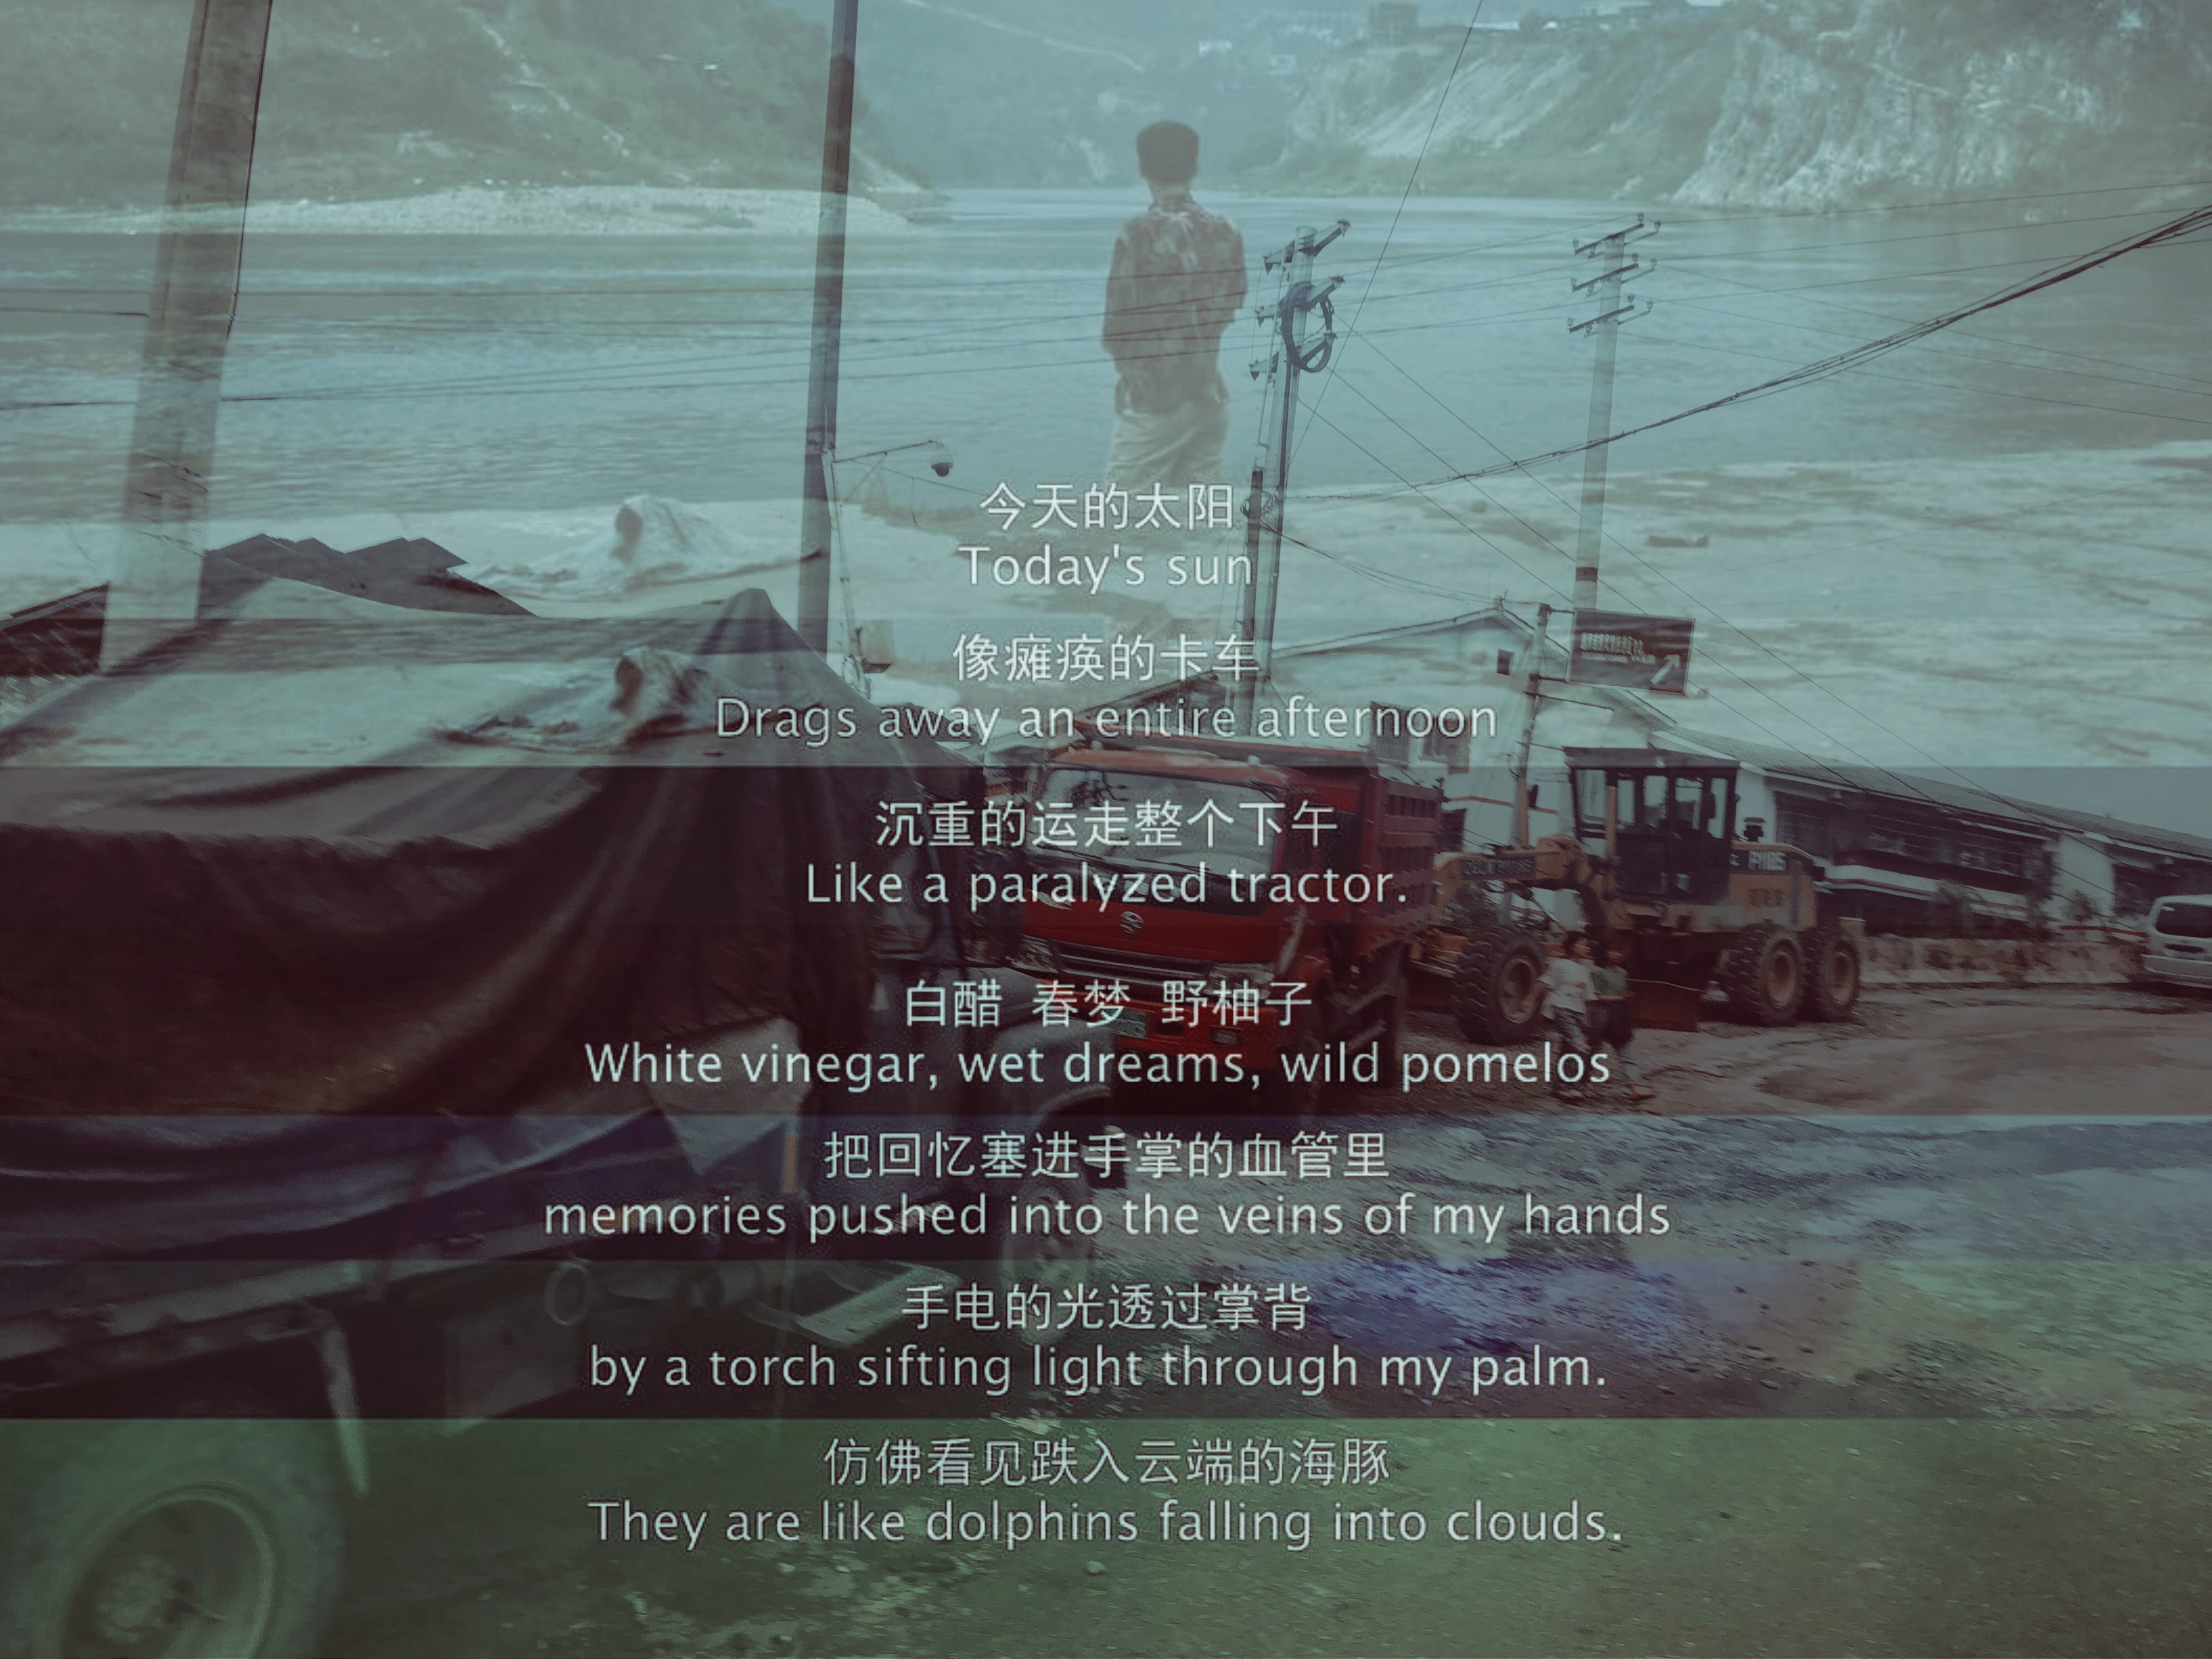 今天的太阳
Today's sun
像瘫痪的卡车
Drags away an entire afternoon
沉重的运走整个下午
Like a paralyzed tractor.
白醋 春梦 野柚子
White vinegar, wet dreams, wild pomelos
把回忆塞进手掌的血管里
memories pushed into the veins of my hands
手电的光透过掌背
by a torch sifting light through my palm.
仿佛看见跌入云端的海豚
They are like dolphins falling into clouds.